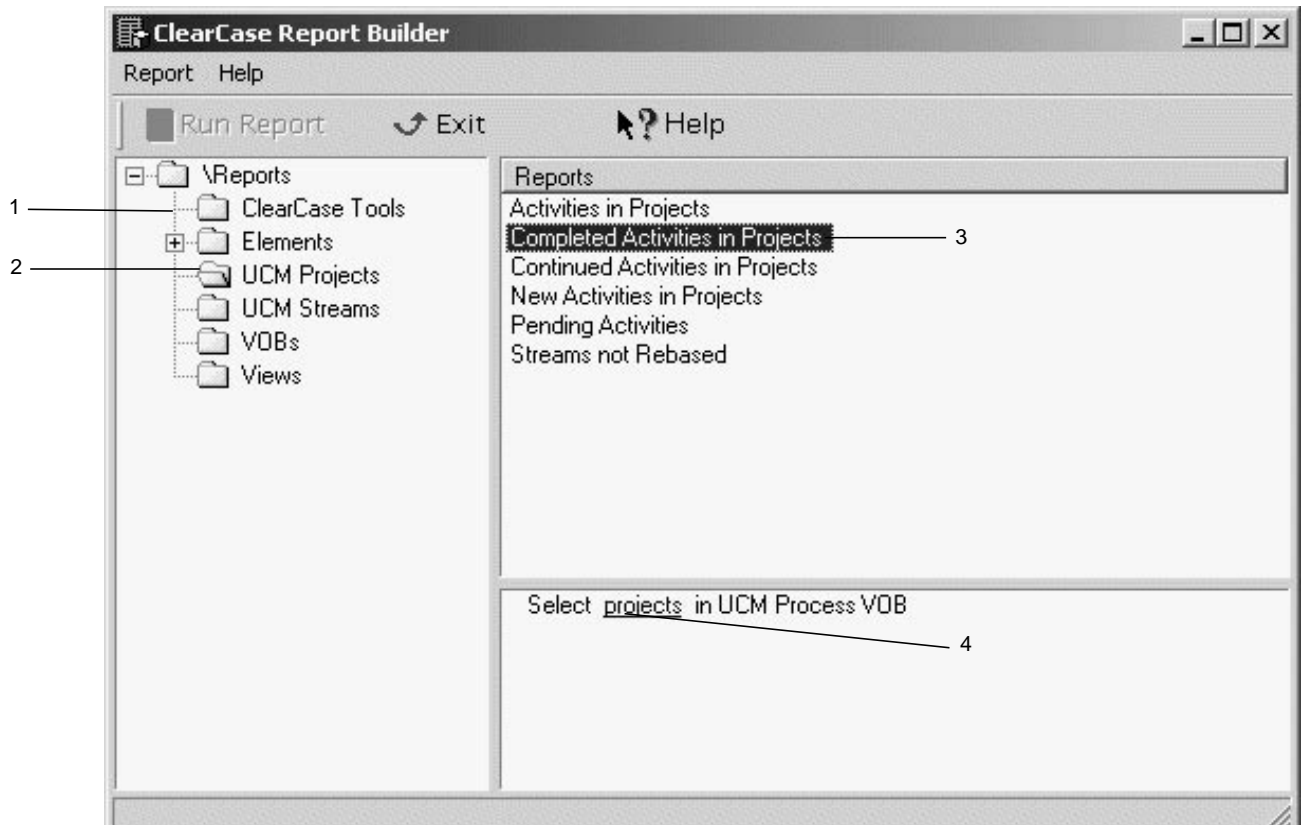 ClearCase Report Builder
Report Help
Run Report Exit Help
\Reports
ClearCase Tools
Elements
UCM Projects
UCM Streams
VOBs
Views
1
2
Reports
Activities in Projects
Completed Activities in Projects
Continued Activities in Projects
New Activities in Projects
Pending Activities
Streams not Rebased
3
Select projects in UCM Process VOB
4